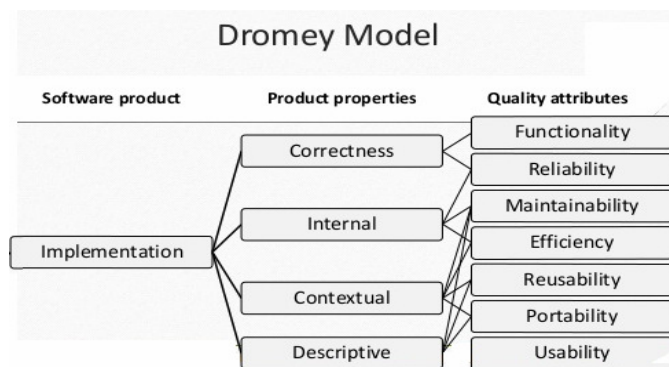 Dromey Model
Software product Product properties Quality attributes
Functionality
Correctness
Reliability
Internal
Maintainability
Implementation
Efficiency
Reusability
Contextual
Portability
Descriptive
Usability